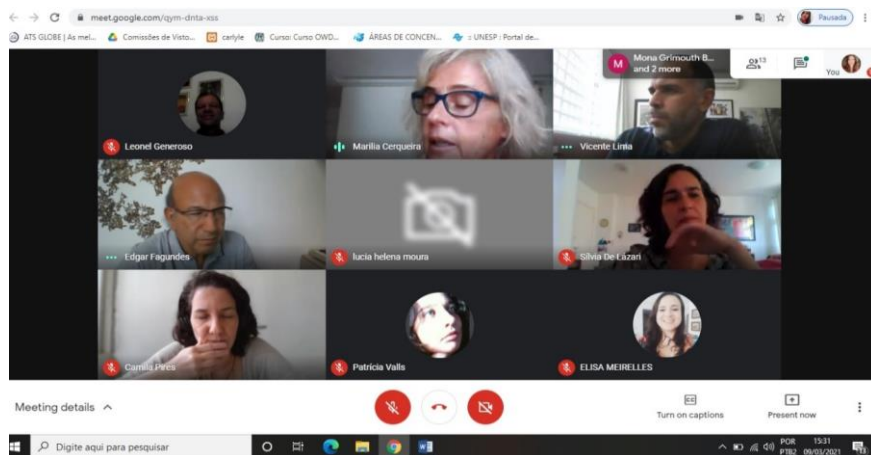 meet.google.com/qym-dnta-xss
Pausada
ATS GLOBE | As mel...
Comissões de Visto...
carlyle
Curso: Curso OWD...
ÁREAS DE CONCEN...
:: UNESP : Portal de...
Mona Grimouth B...
and 2 more
M
13
You
Leonel Generoso
Marilia Cerqueira
Vicente Lima
Edgar Fagundes
lucia helena moura
Silvia De Lazari
Camila Pires
Patrícia Valls
ELISA MEIRELLES
Meeting details
CC
Turn on captions
Present now
Digite aqui para pesquisar
POR
15:31
PTB2
09/03/2021